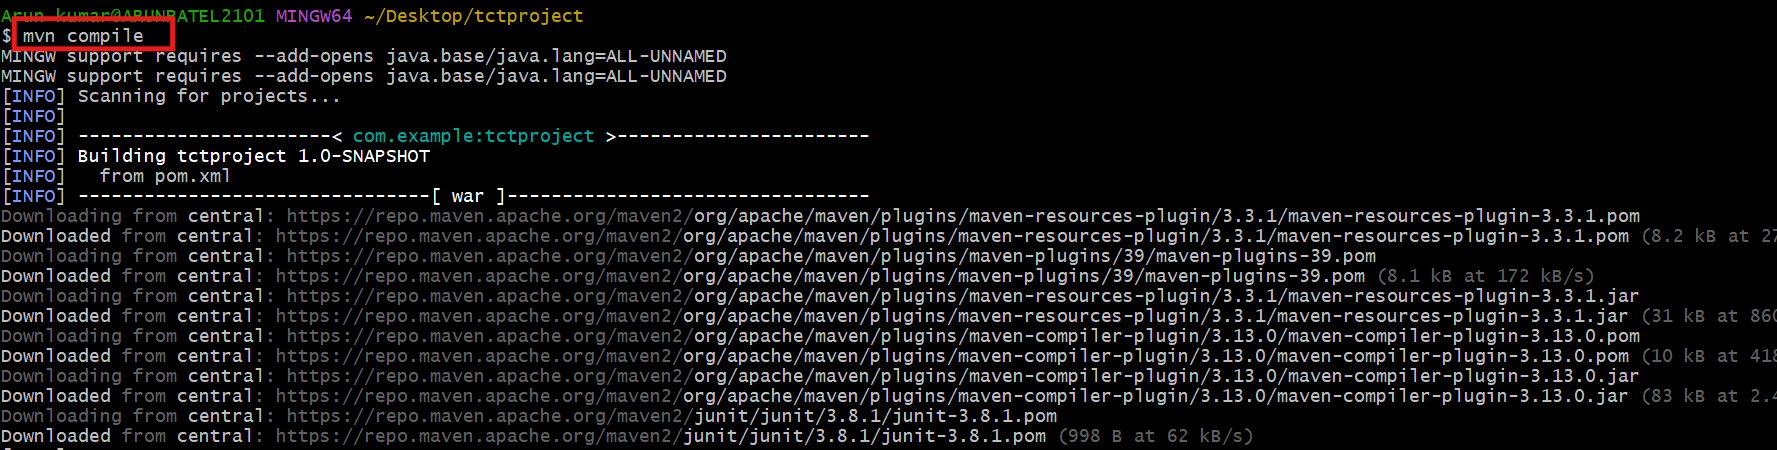 Arun kumar@ARUNRATEL2101 MINGW64 ~/Desktop/tctproject
$ mvn compile
MINGW support requires --add-opens java.base/java.lang=ALL-UNNAMED
MINGW support requires --add-opens java.base/java.lang=ALL-UNNAMED
[INFO] Scanning for projects...
[INFO]
[INFO] -----------------------< com.example:tctproject >-----------------------
[INFO] Building tctproject 1.0-SNAPSHOT
[INFO]   from pom.xml
[INFO] --------------------------------[ war ]---------------------------------
Downloading from central: https://repo.maven.apache.org/maven2/org/apache/maven/plugins/maven-resources-plugin/3.3.1/maven-resources-plugin-3.3.1.pom
Downloaded from central: https://repo.maven.apache.org/maven2/org/apache/maven/plugins/maven-resources-plugin/3.3.1/maven-resources-plugin-3.3.1.pom (8.2 kB at 27
Downloading from central: https://repo.maven.apache.org/maven2/org/apache/maven/plugins/maven-plugins/39/maven-plugins-39.pom
Downloaded from central: https://repo.maven.apache.org/maven2/org/apache/maven/plugins/maven-plugins/39/maven-plugins-39.pom (8.1 kB at 172 kB/s)
Downloading from central: https://repo.maven.apache.org/maven2/org/apache/maven/plugins/maven-resources-plugin/3.3.1/maven-resources-plugin-3.3.1.jar
Downloaded from central: https://repo.maven.apache.org/maven2/org/apache/maven/plugins/maven-resources-plugin/3.3.1/maven-resources-plugin-3.3.1.jar (31 kB at 860
Downloading from central: https://repo.maven.apache.org/maven2/org/apache/maven/plugins/maven-compiler-plugin/3.13.0/maven-compiler-plugin-3.13.0.pom
Downloaded from central: https://repo.maven.apache.org/maven2/org/apache/maven/plugins/maven-compiler-plugin/3.13.0/maven-compiler-plugin-3.13.0.pom (10 kB at 418
Downloading from central: https://repo.maven.apache.org/maven2/org/apache/maven/plugins/maven-compiler-plugin/3.13.0/maven-compiler-plugin-3.13.0.jar
Downloaded from central: https://repo.maven.apache.org/maven2/org/apache/maven/plugins/maven-compiler-plugin/3.13.0/maven-compiler-plugin-3.13.0.jar (83 kB at 2.4
Downloading from central: https://repo.maven.apache.org/maven2/junit/junit/3.8.1/junit-3.8.1.pom
Downloaded from central: https://repo.maven.apache.org/maven2/junit/junit/3.8.1/junit-3.8.1.pom (998 B at 62 kB/s)